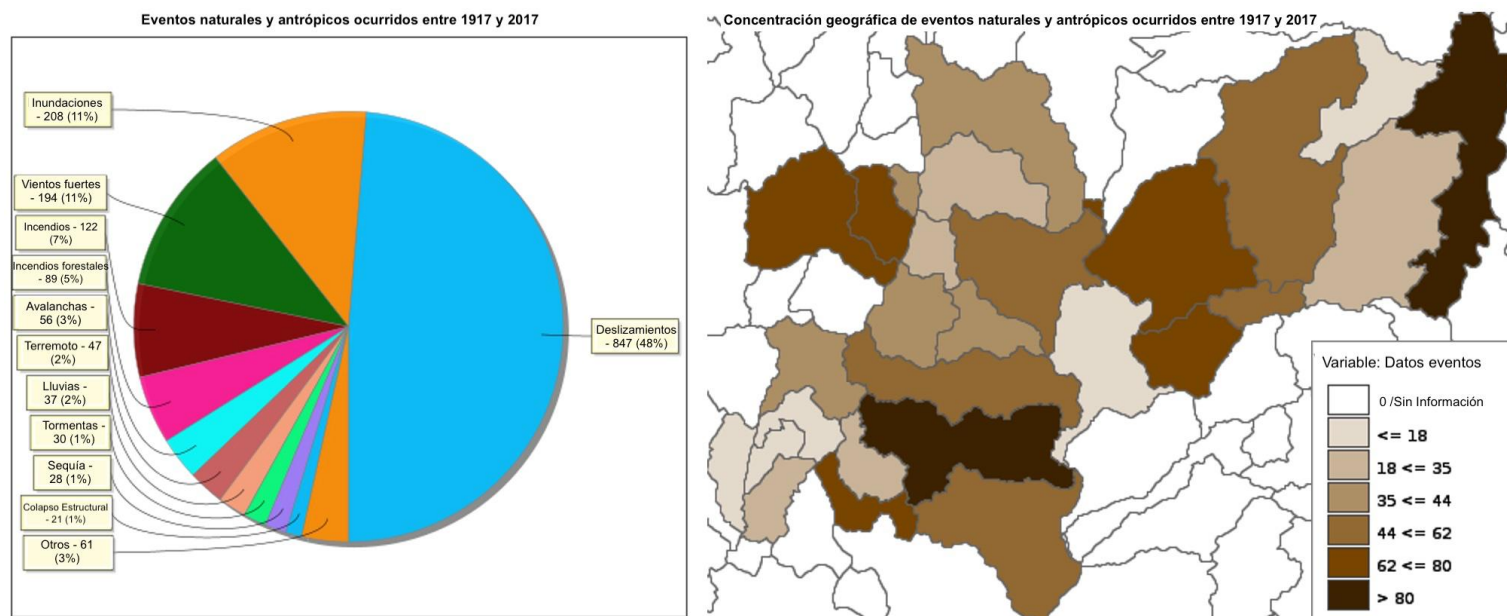 Eventos naturales y antrópicos ocurridos entre 1917 y 2017
Inundaciones
- 208 (11%)
Vientos fuertes
- 194 (11%)
Incendios - 122
(7%)
Incendios forestales
- 89 (5%)
Avalanchas -
56 (3%)
Terremoto - 47
(2%)
Lluvias -
37 (2%)
Tormentas -
30 (1%)
Sequía -
28 (1%)
Colapso Estructural
- 21 (1%)
Otros - 61
(3%)
Deslizamientos
- 847 (48%)
Concentración geográfica de eventos naturales y antrópicos ocurridos entre 1917 y 2017
Variable: Datos eventos
0 /Sin Información
<= 18
18 <= 35
35 <= 44
44 <= 62
62 <= 80
> 80